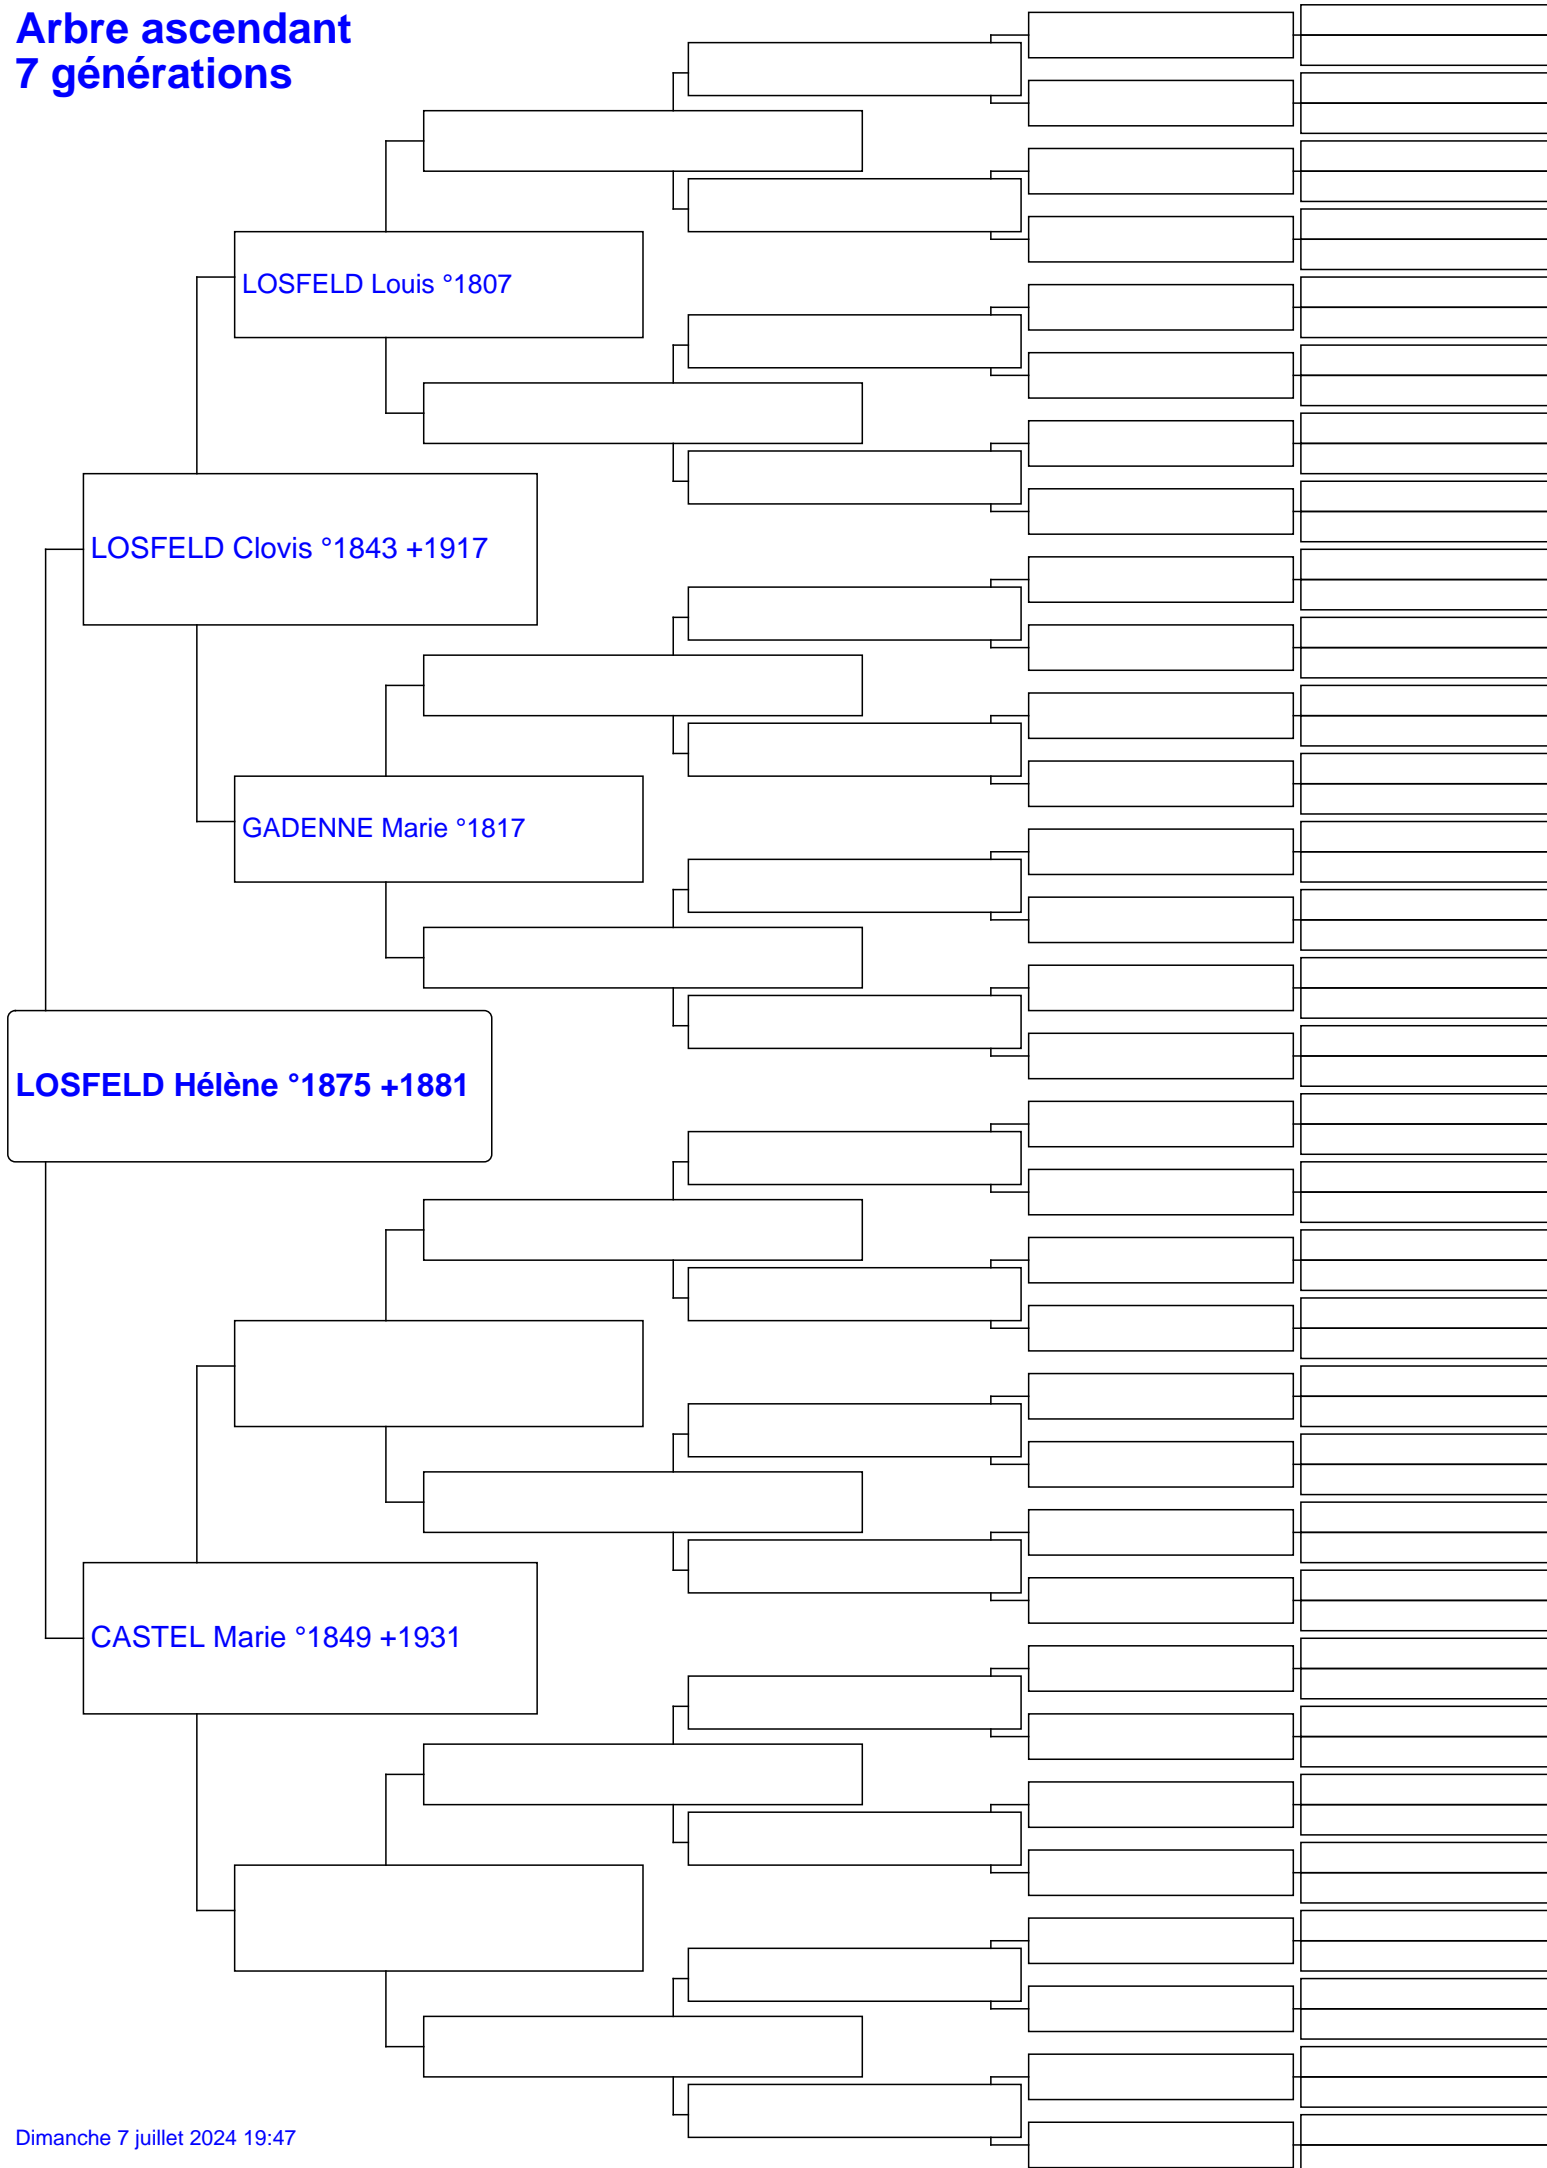 Arbre ascendant
7 générations
LOSFELD Louis °1807
LOSFELD Clovis °1843 +1917
GADENNE Marie °1817
LOSFELD Hélène °1875 +1881
CASTEL Marie °1849 +1931
Dimanche 7 juillet 2024 19:47